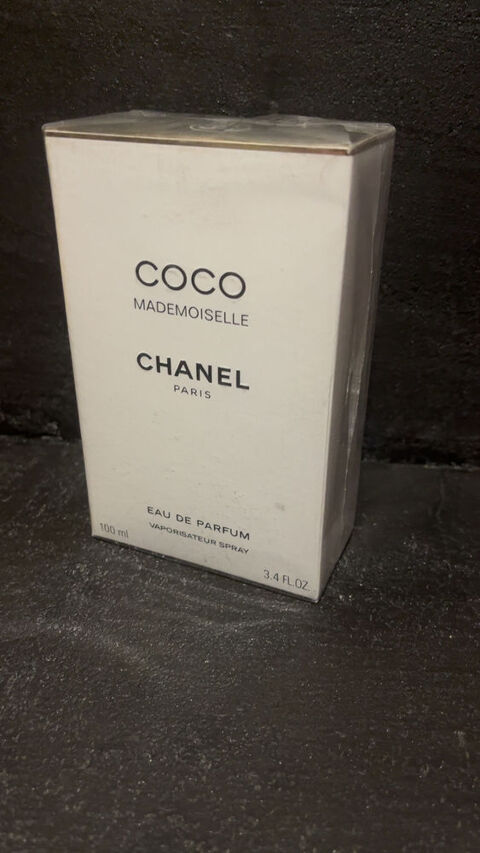 COCO
MADEMOISELLE
CHANEL
PARIS
EAU DE PARFUM
VAPORISATEUR SPRAY
100 ml
3.4 FL.OZ.